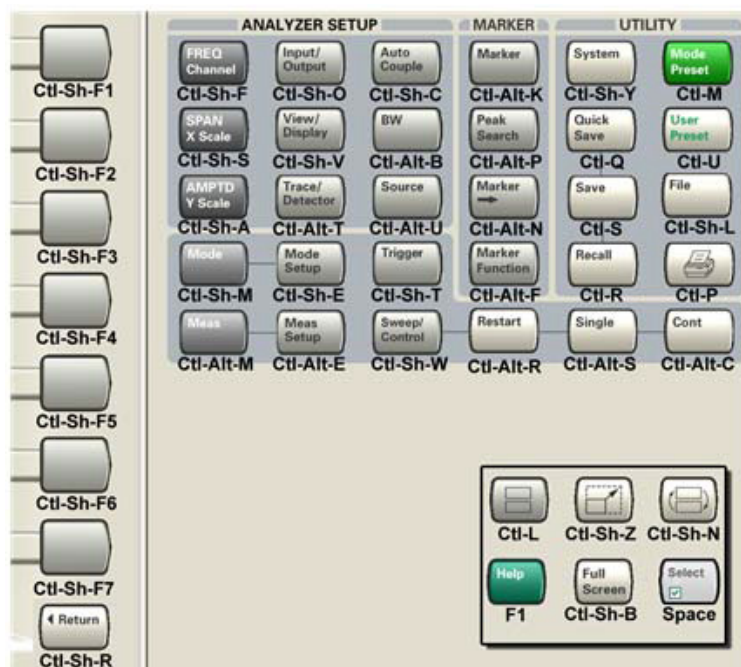 ANALYZER SETUP
MARKER
UTILITY
FREQ
Channel
Ctl-Sh-F
Input/
Output
Ctl-Sh-O
Auto
Couple
Ctl-Sh-C
Marker
Ctl-Alt-K
System
Ctl-Sh-Y
Mode
Preset
Ctl-M
SPAN
X Scale
Ctl-Sh-S
View/
Display
Ctl-Sh-V
BW
Ctl-Alt-B
Peak
Search
Ctl-Alt-P
Quick
Save
Ctl-Q
User
Preset
Ctl-U
AMPTD
Y Scale
Ctl-Sh-A
Trace/
Detector
Ctl-Alt-T
Source
Ctl-Alt-U
Marker
Ctl-Alt-N
Save
Ctl-S
File
Ctl-Sh-L
Mode
Ctl-Sh-M
Mode
Setup
Ctl-Sh-E
Trigger
Ctl-Sh-T
Marker
Function
Ctl-Alt-F
Recall
Ctl-R
Ctl-P
Meas
Ctl-Alt-M
Meas
Setup
Ctl-Alt-E
Sweep/
Control
Ctl-Sh-W
Restart
Ctl-Alt-R
Single
Ctl-Alt-S
Cont
Ctl-Alt-C
Ctl-Sh-F1
Ctl-Sh-F2
Ctl-Sh-F3
Ctl-Sh-F4
Ctl-Sh-F5
Ctl-Sh-F6
Ctl-Sh-F7
Return
Ctl-Sh-R
Ctl-L
Ctl-Sh-Z
Ctl-Sh-N
Help
F1
Full
Screen
Ctl-Sh-B
Select
Space